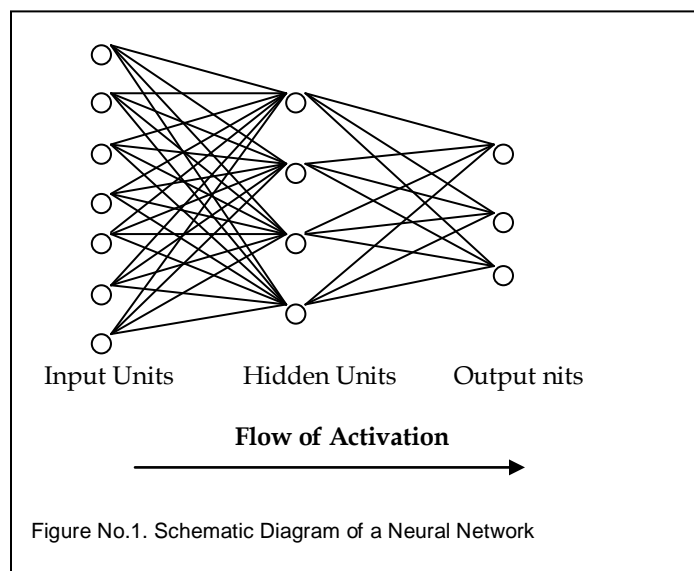 Input Units Hidden Units Output nits
Flow of Activation
Figure No.1. Schematic Diagram of a Neural Network